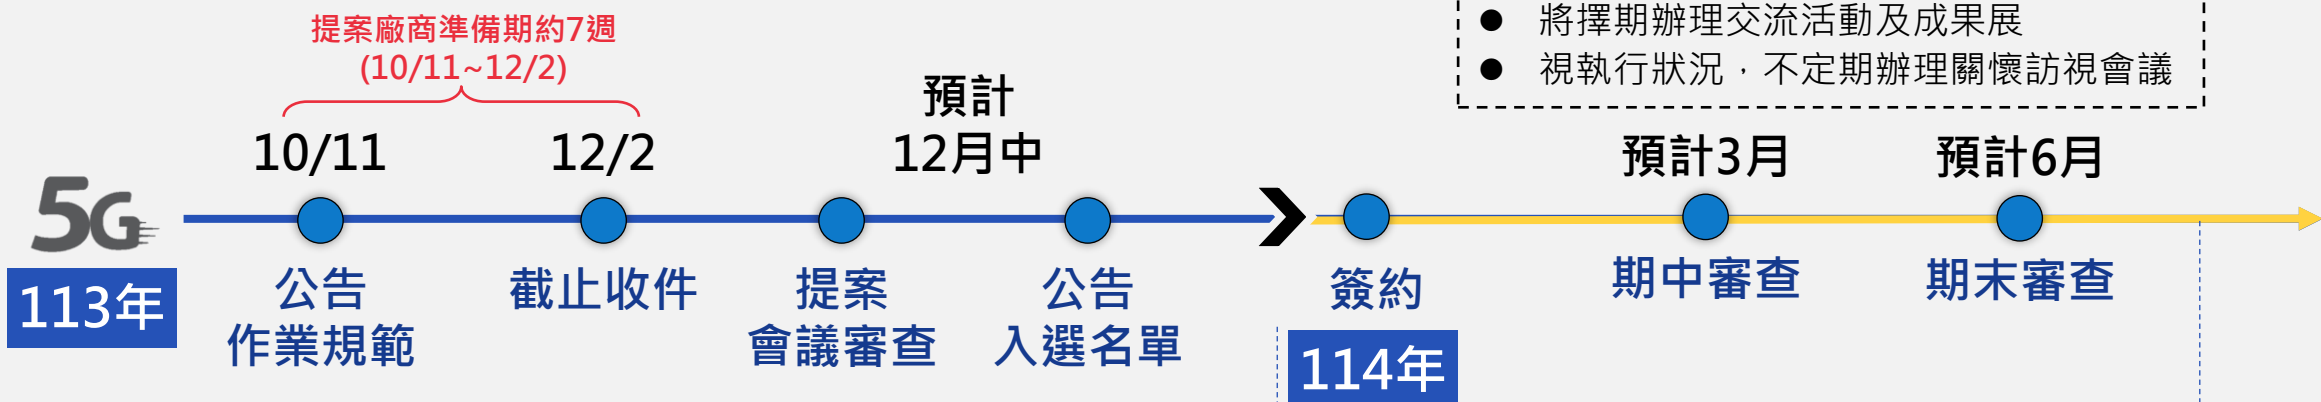 提案廠商準備期約7週
(10/11~12/2)
● 將擇期辦理交流活動及成果展
● 視執行狀況，不定期辦理關懷訪視會議
10/11
12/2
預計
12月中
預計3月
預計6月
5G
113年
公告
作業規範
截止收件
提案
會議審查
公告
入選名單
簽約
114年
期中審查
期末審查